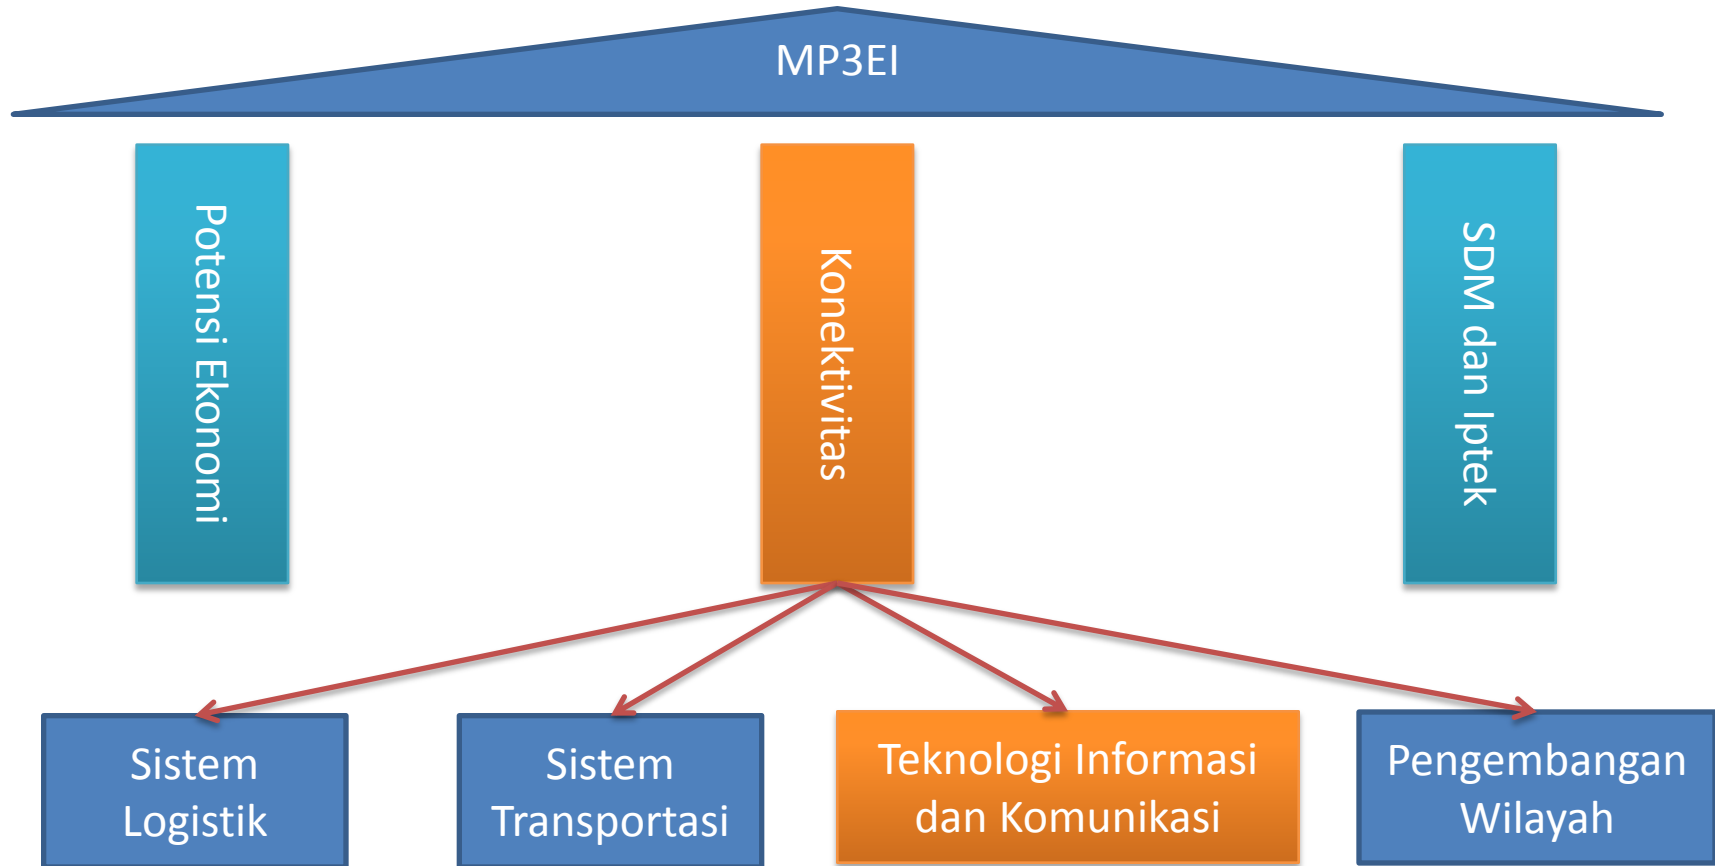 MP3EI
Potensi Ekonomi
Konektivitas
SDM dan Iptek
Sistem
Logistik
Sistem
Transportasi
Teknologi Informasi
dan Komunikasi
Pengembangan
Wilayah